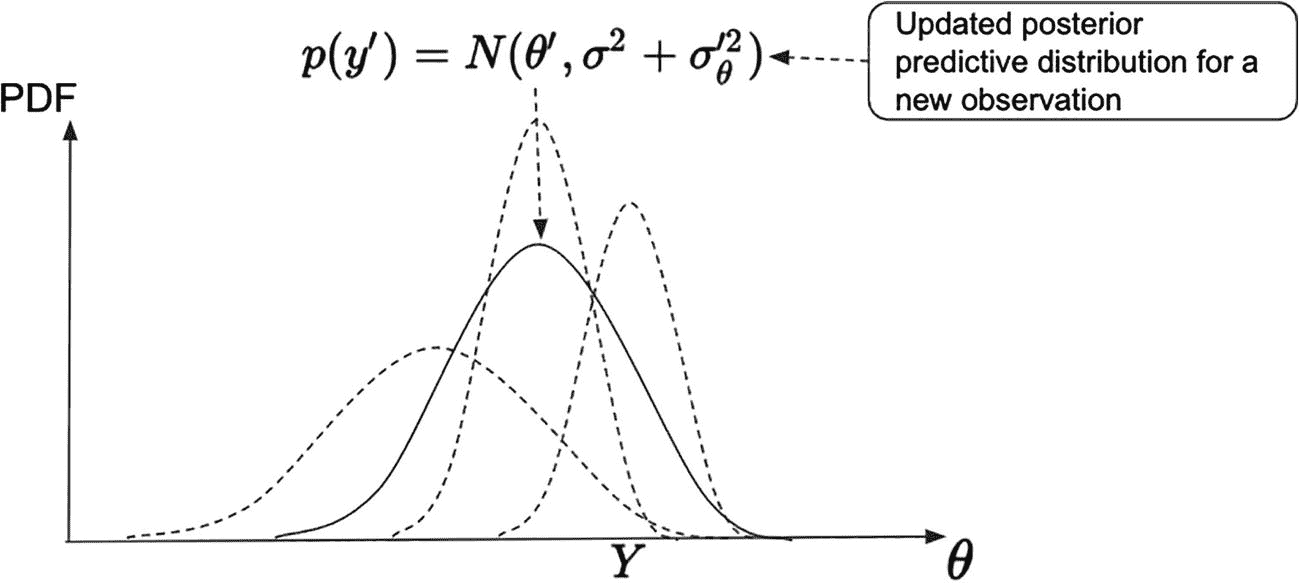 p(y′) = N(θ′, σ² + σ′²_θ)
Updated posterior
predictive distribution for a
new observation
PDF
Y
θ